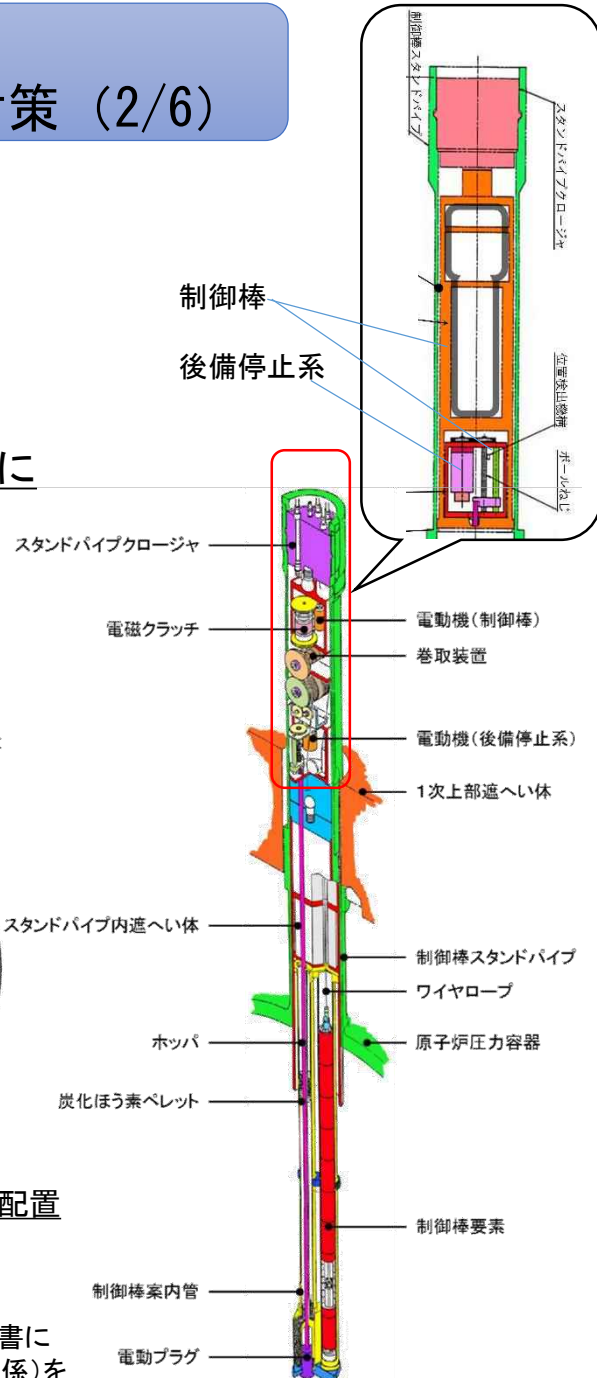 策 (2/6)
制御棒スタンドパイプ
スタンドパイプクロージャ
制御棒
後備停止系
位置検出機構
ボールねじ
に
スタンドパイプクロージャ
電磁クラッチ
電動機(制御棒)
巻取装置
電動機(後備停止系)
1次上部遮へい体
スタンドパイプ内遮へい体
制御棒スタンドパイプ
ワイヤロープ
ホッパ
原子炉圧力容器
炭化ほう素ペレット
配置
制御棒要素
制御棒案内管
書に
電動プラグ
係)を